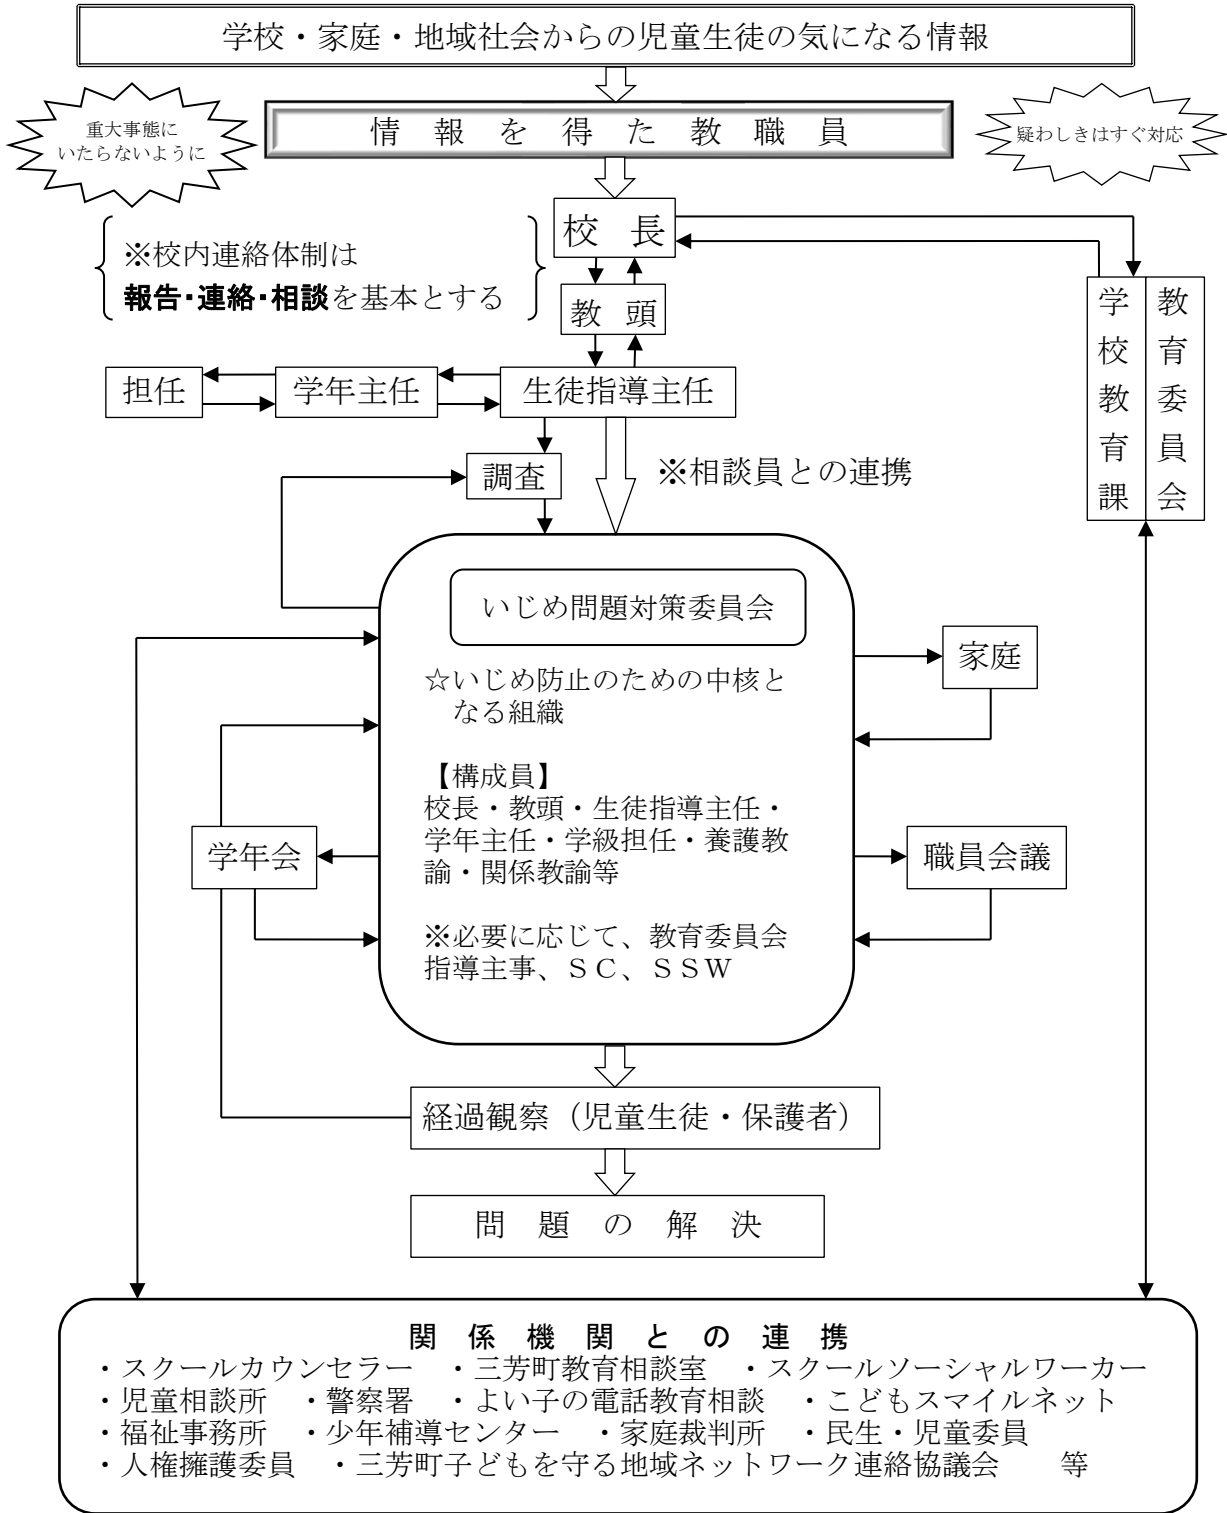 学校・家庭・地域社会からの児童生徒の気になる情報
重大事態に
いたらないように
情報を得た教職員
疑わしきはすぐ対応
校長
※校内連絡体制は
報告・連絡・相談を基本とする
教頭
学校教育課
教育委員会
担任
学年主任
生徒指導主任
調査
※相談員との連携
いじめ問題対策委員会
☆いじめ防止のための中核と
なる組織
家庭
【構成員】
校長・教頭・生徒指導主任・
学年主任・学級担任・養護教
諭・関係教諭等
学年会
職員会議
※必要に応じて、教育委員会
指導主事、ＳＣ、ＳＳＷ
経過観察（児童生徒・保護者）
問題の解決
関係機関との連携
・スクールカウンセラー　・三芳町教育相談室　・スクールソーシャルワーカー
・児童相談所　・警察署　・よい子の電話教育相談　・こどもスマイルネット
・福祉事務所　・少年補導センター　・家庭裁判所　・民生・児童委員
・人権擁護委員　・三芳町子どもを守る地域ネットワーク連絡協議会　　等